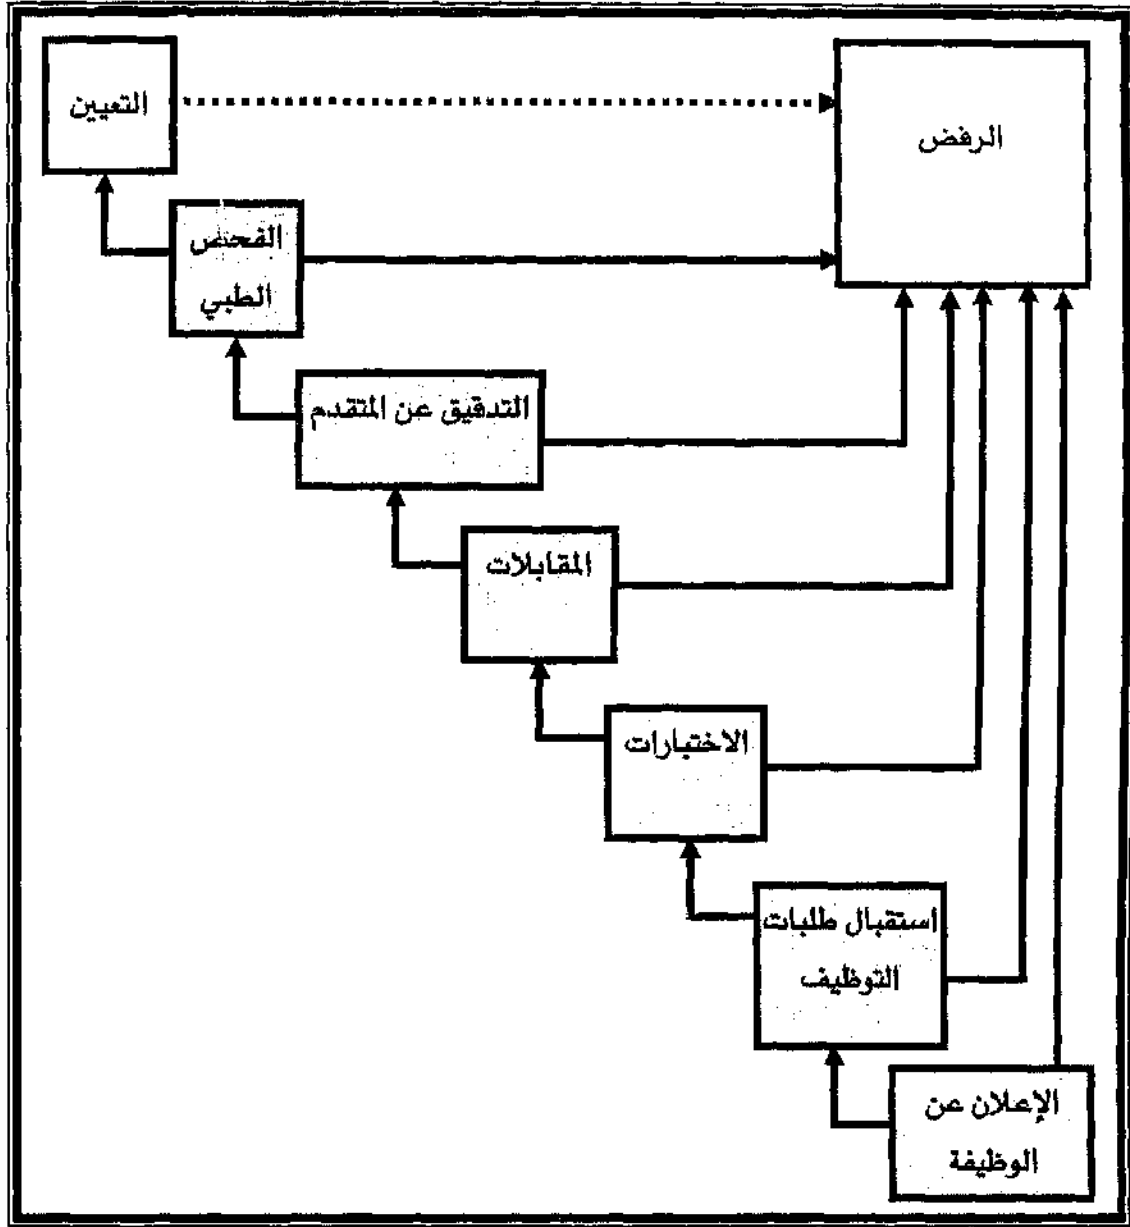 التعيين
الرفض
الفحص
الطبي
التدقيق عن المتقدم
المقابلات
الاختبارات
استقبال طلبات
التوظيف
الإعلان عن
الوظيفة